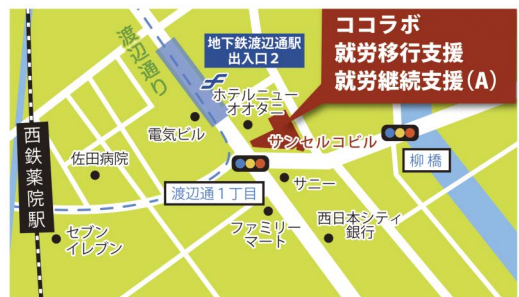 ココラボ
就労移行支援
就労継続支援(A)
地下鉄渡辺通駅
出入口2
渡辺通り
ホテルニュー
オオタニ
電気ビル
サンセルコビル
柳橋
西鉄薬院駅
佐田病院
渡辺通1丁目
サニー
セブン
イレブン
ファミリー
マート
西日本シティ
銀行